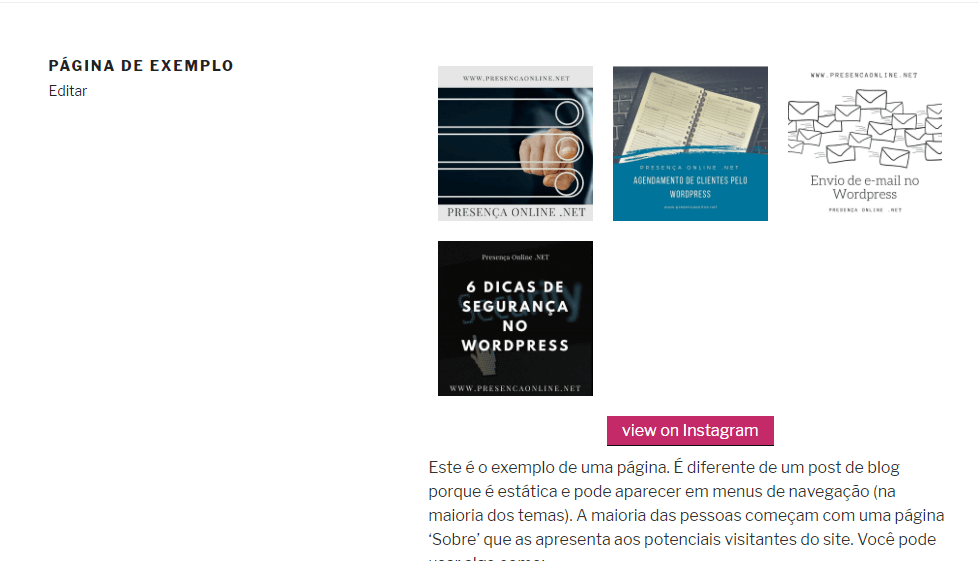 PÁGINA DE EXEMPLO
Editar
WWW.PRESENCAONLINE.NET
PRESENÇA ONLINE .NET
PRESENÇA ONLINE .NET
AGENDAMENTO DE CLIENTES PELO
WORDPRESS
www.presencaonline.net
WWW.PRESENCAONLINE.NET
Envio de e-mail no
Wordpress
PRESENÇA ONLINE .NET
Presença Online .NET
Security
6 DICAS DE
SEGURANÇA
NO
WORDPRESS
WWW.PRESENCAONLINE.NET
view on Instagram
Este é o exemplo de uma página. É diferente de um post de blog
porque é estática e pode aparecer em menus de navegação (na
maioria dos temas). A maioria das pessoas começam com uma página
‘Sobre’ que as apresenta aos potenciais visitantes do site. Você pode
usar algo como: